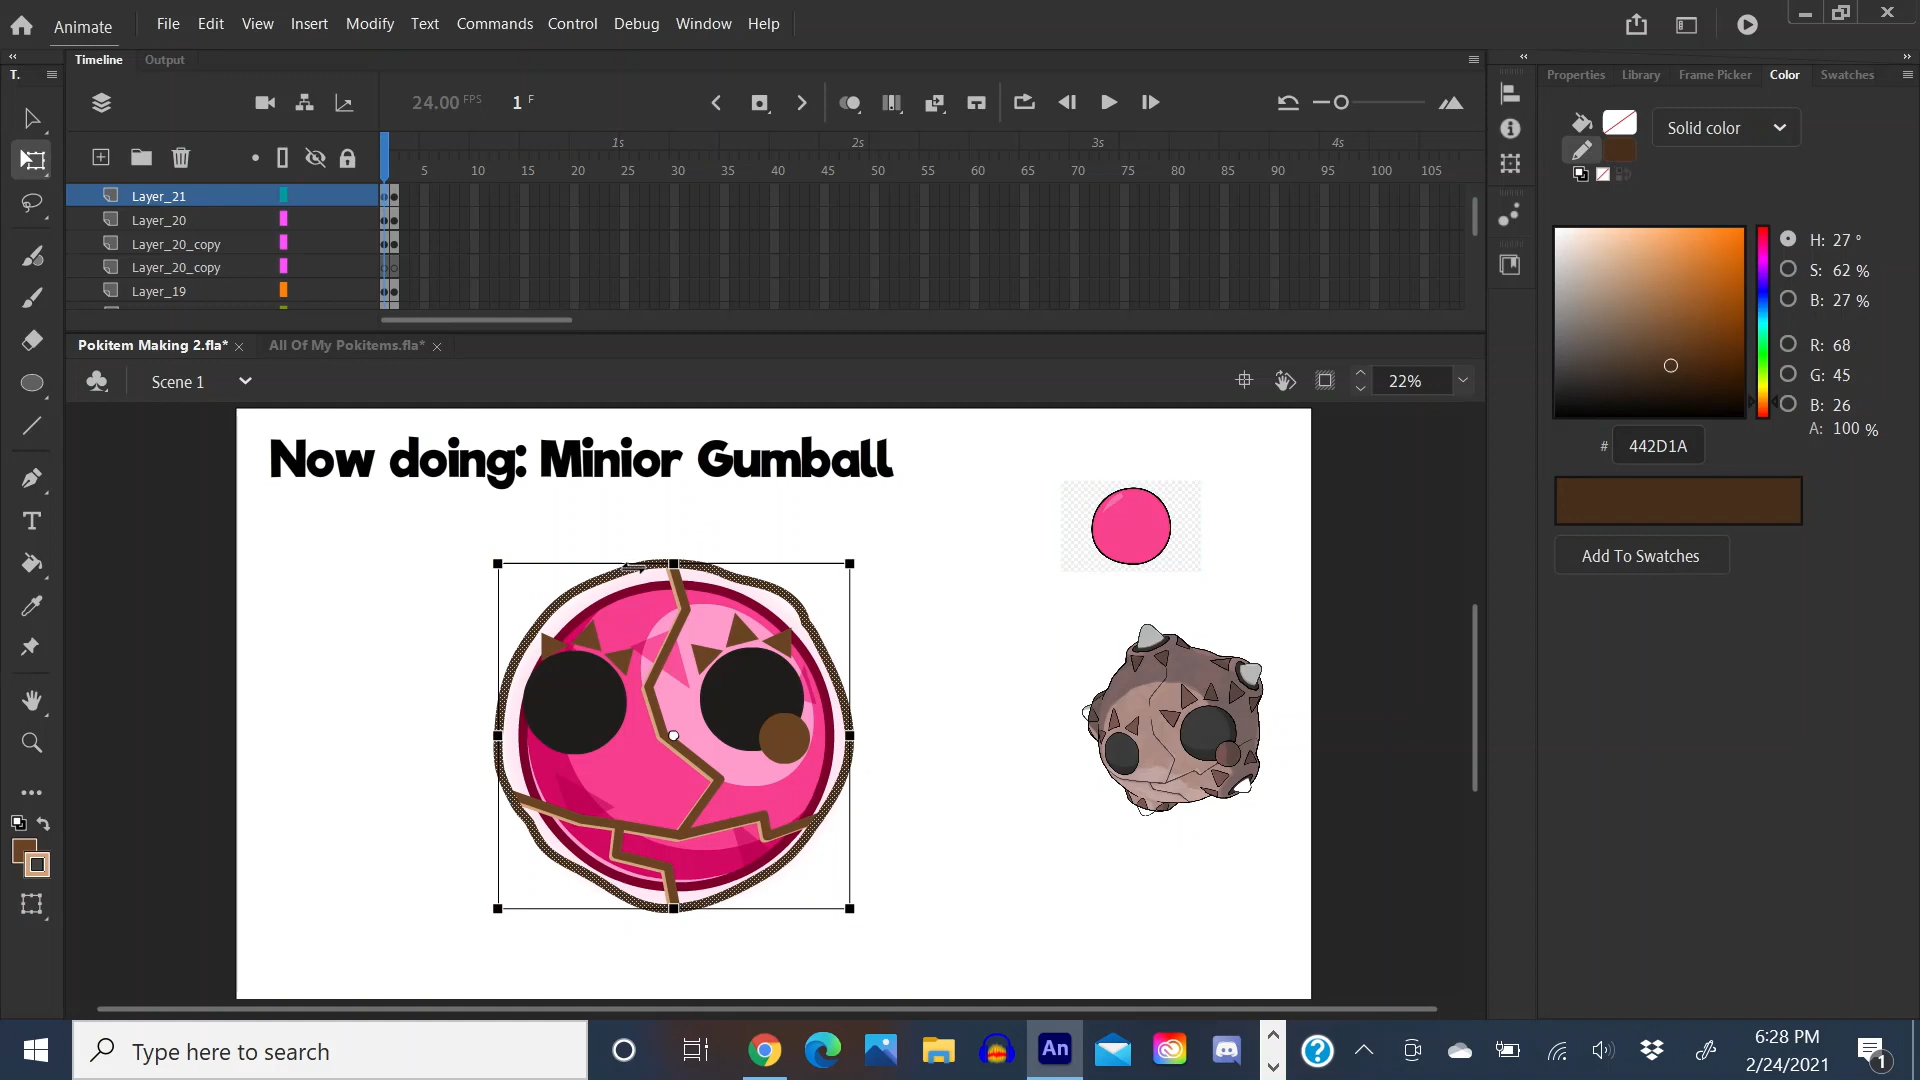 Animate File Edit View Insert Modify Text Commands Control Debug Window Help
Timeline Output
T.
24.00 FPS 1 F
1s 2s 3s 4s
5 10 15 20 25 30 35 40 45 50 55 60 65 70 75 80 85 90 95 100 105
Layer_21
Layer_20
Layer_20_copy
Layer_20_copy
Layer_19
Pokitem Making 2.fla* All Of My Pokitems.fla*
Scene 1 22%
Now doing: Minior Gumball
Properties Library Frame Picker Color Swatches
Solid color
H: 27 °
S: 62 %
B: 27 %
R: 68
G: 45
B: 26
A: 100 %
# 442D1A
Add To Swatches
T
Type here to search
An
6:28 PM
2/24/2021
1